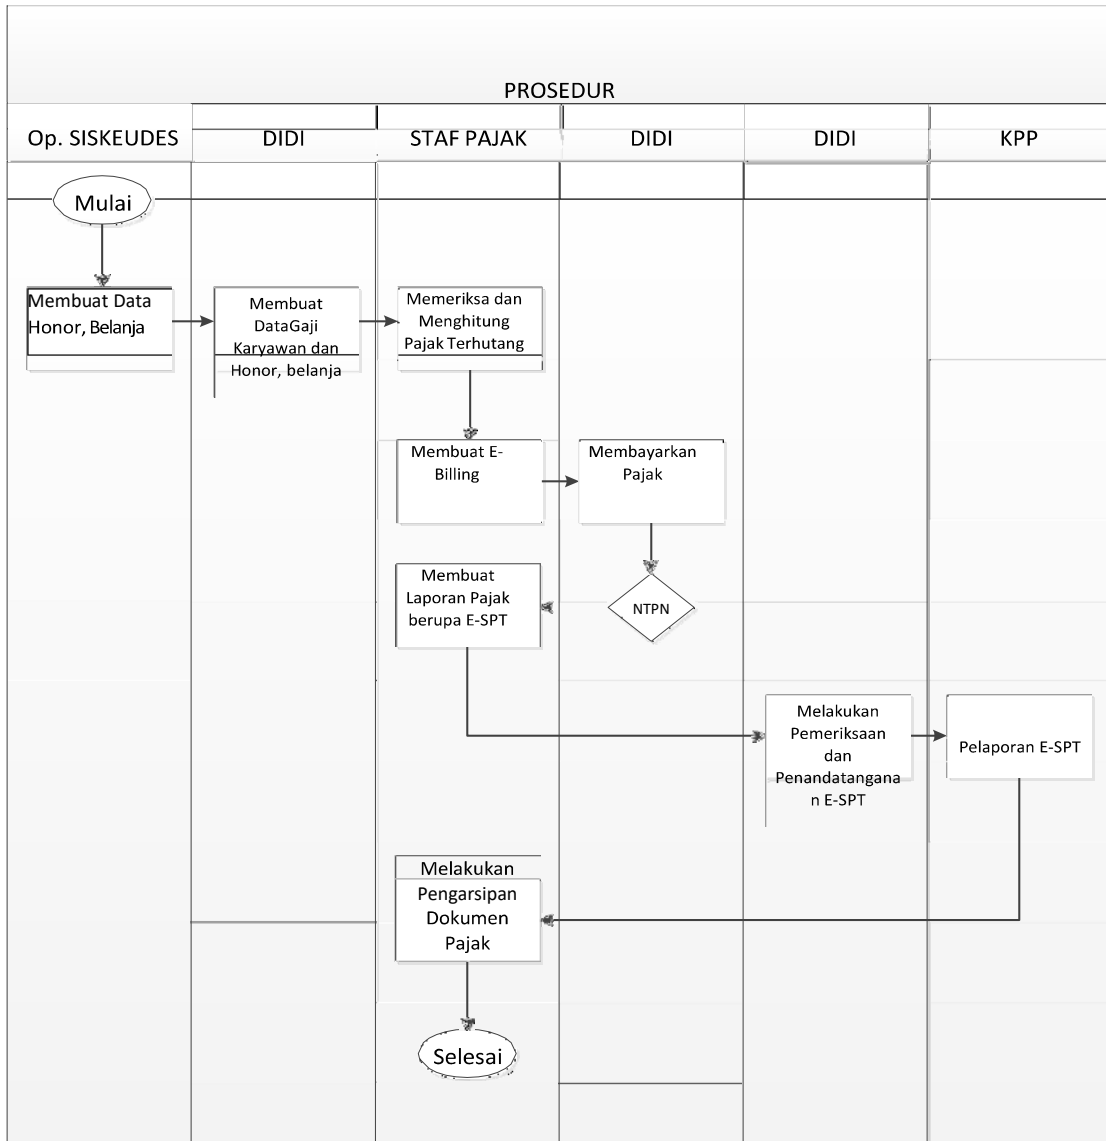 PROSEDUR
Op. SISKEUDES
DIDI
STAF PAJAK
DIDI
DIDI
KPP
Mulai
Membuat Data
Honor, Belanja
Membuat
DataGaji
Karyawan dan
Honor, belanja
Memeriksa dan
Menghitung
Pajak Terhutang
Membuat E-
Billing
Membayarkan
Pajak
NTPN
Membuat
Laporan Pajak
berupa E-SPT
Melakukan
Pemeriksaan
dan
Penandatangana
n E-SPT
Pelaporan E-SPT
Melakukan
Pengarsipan
Dokumen
Pajak
Selesai